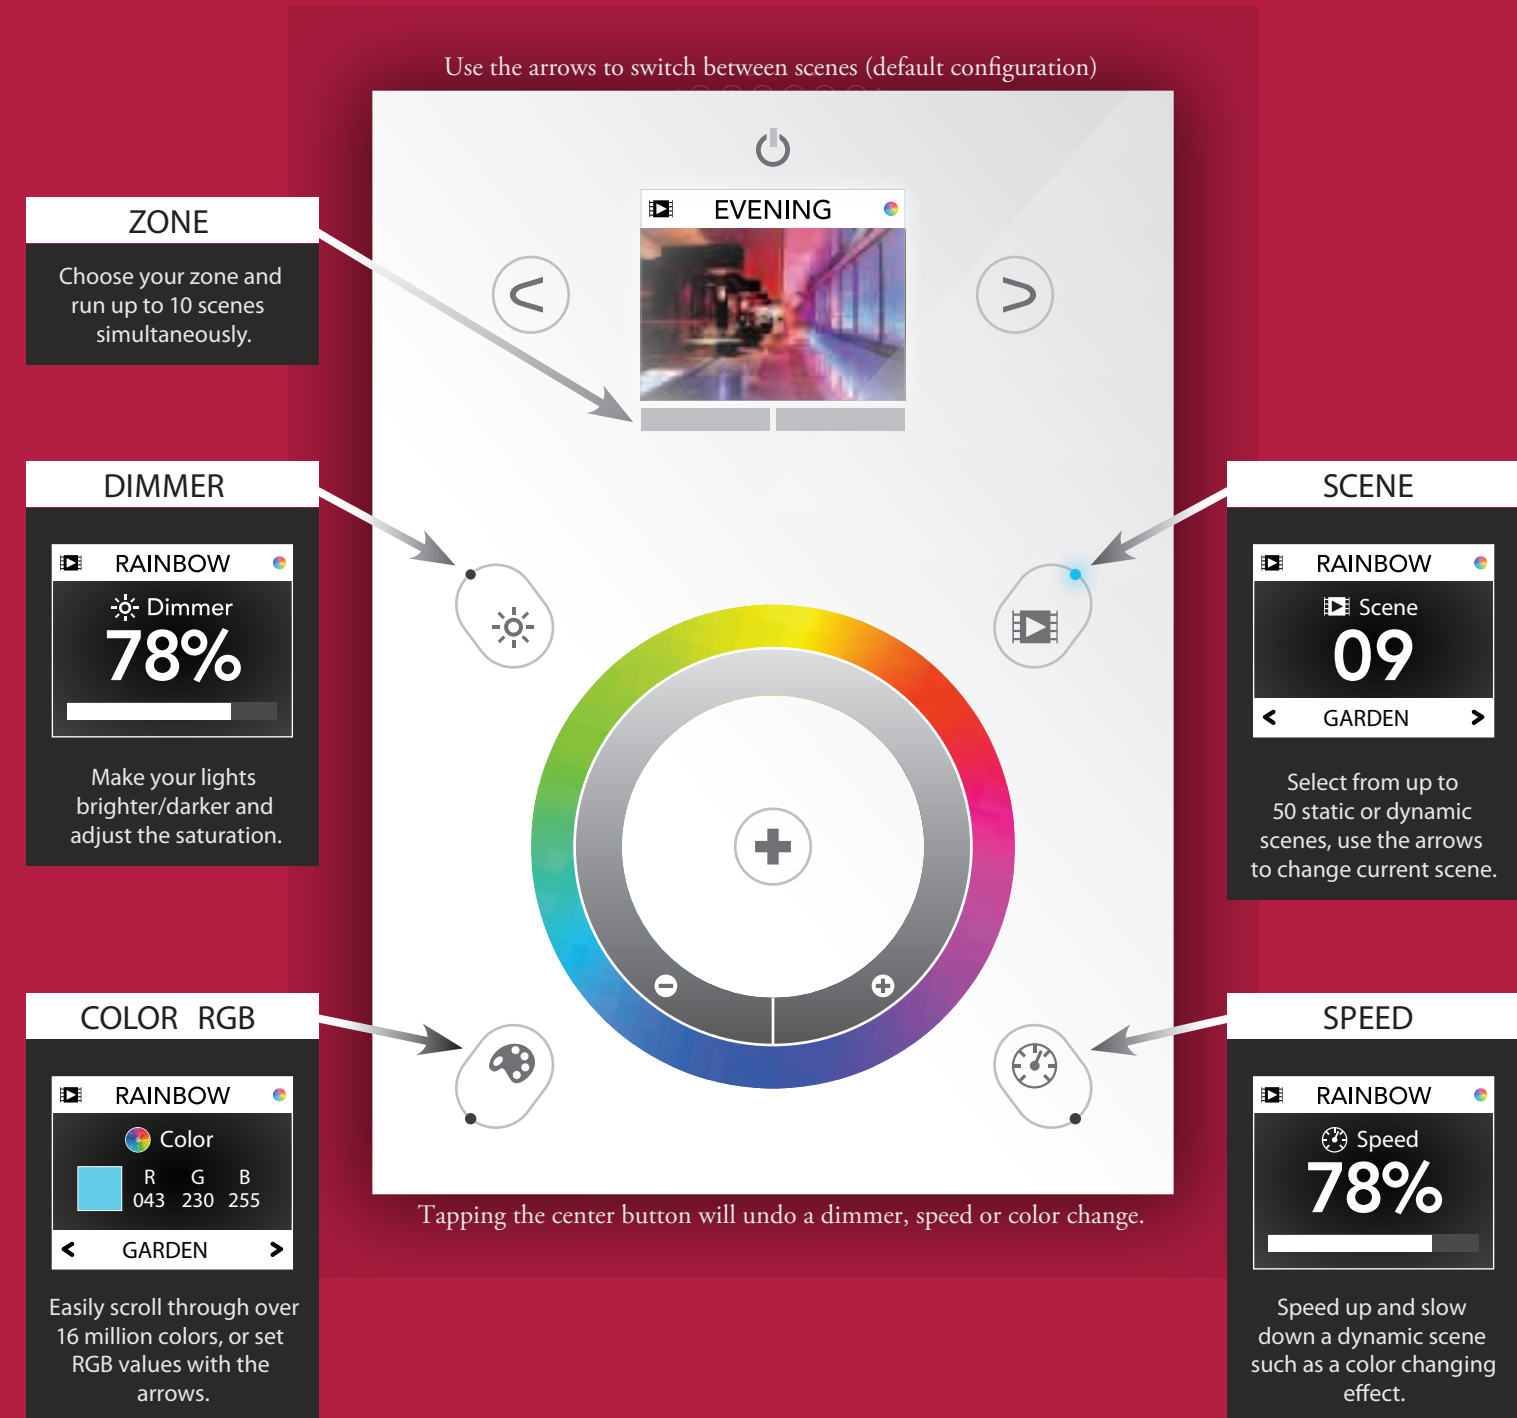 Use the arrows to switch between scenes (default configuration)
EVENING
ZONE
Choose your zone and
run up to 10 scenes
simultaneously.
DIMMER
RAINBOW
Dimmer
78%
Make your lights
brighter/darker and
adjust the saturation.
SCENE
RAINBOW
Scene
09
< GARDEN >
Select from up to
50 static or dynamic
scenes, use the arrows
to change current scene.
COLOR RGB
RAINBOW
Color
R G B
043 230 255
< GARDEN >
Easily scroll through over
16 million colors, or set
RGB values with the
arrows.
SPEED
RAINBOW
Speed
78%
Speed up and slow
down a dynamic scene
such as a color changing
effect.
Tapping the center button will undo a dimmer, speed or color change.